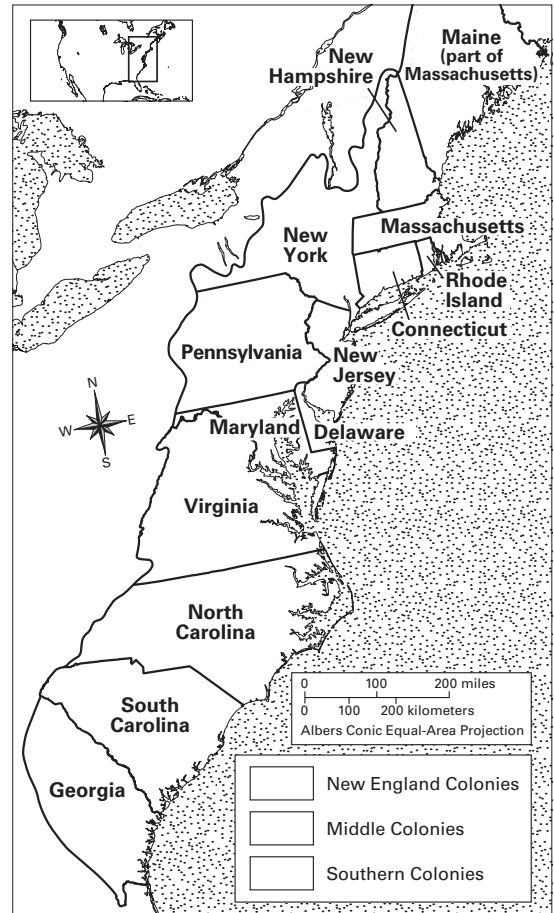 Maine
(part of
Massachusetts)
New
Hampshire
Massachusetts
New
York
Rhode
Island
Connecticut
Pennsylvania
New
Jersey
N
W E
S
Maryland
Delaware
Virginia
North
Carolina
South
Carolina
Georgia
0 100 200 miles
0 100 200 kilometers
Albers Conic Equal-Area Projection
New England Colonies
Middle Colonies
Southern Colonies